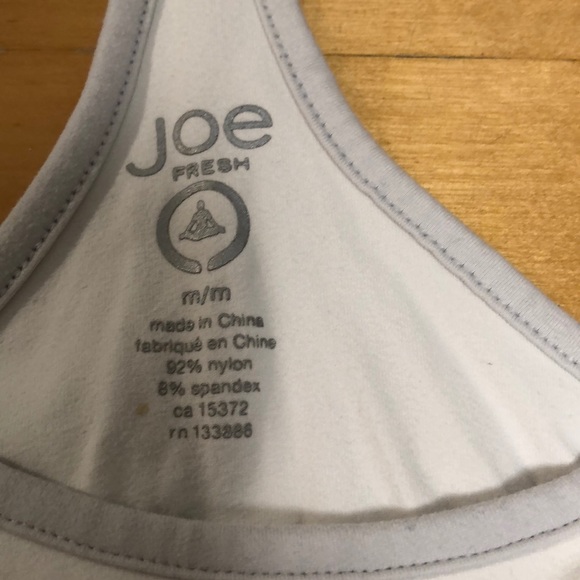 Joe
FRESH
m/m
made in China
fabriqué en Chine
92% nylon
8% spandex
ca 15372
rn 133886